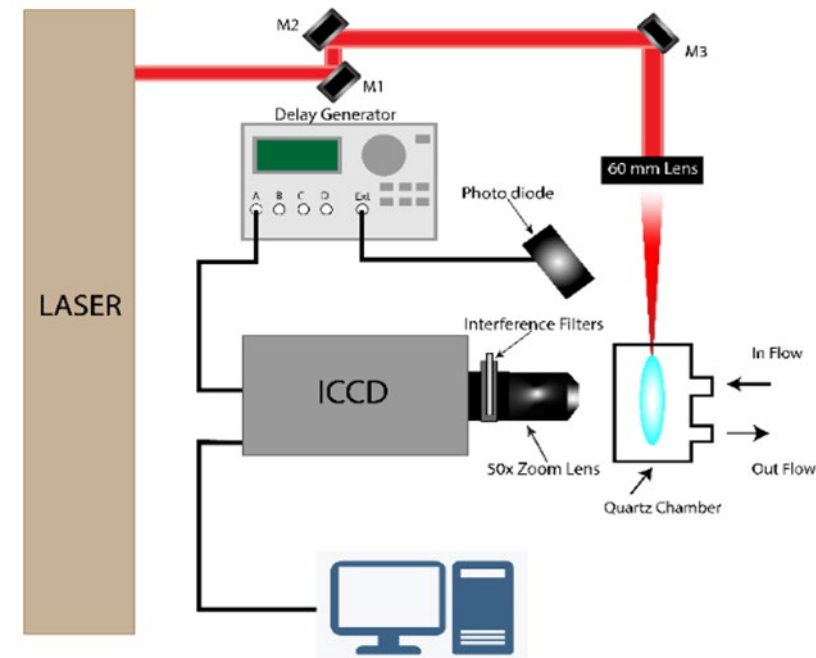 M2
M3
M1
Delay Generator
60 mm Lens
A B C D Ext
Photo diode
LASER
Interference Filters
In Flow
ICCD
50x Zoom Lens
Out Flow
Quartz Chamber